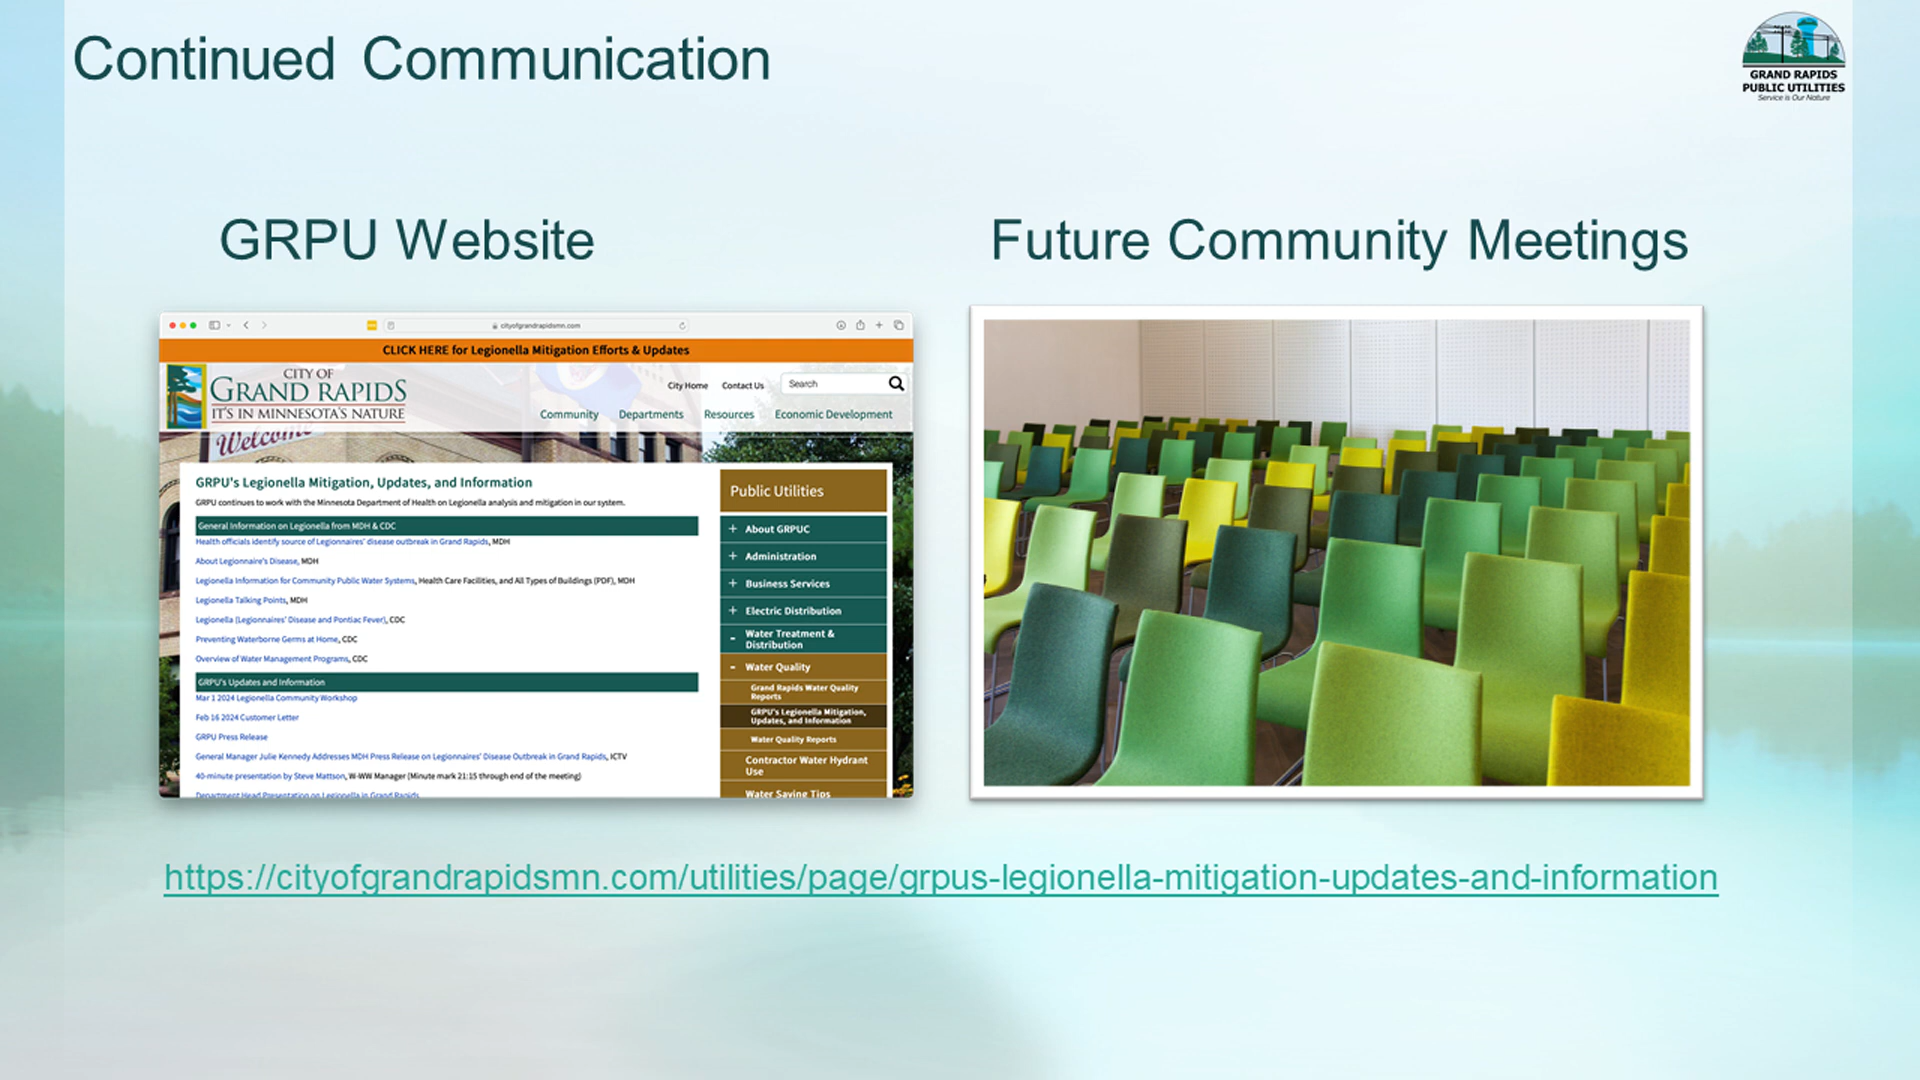 Continued Communication
GRAND RAPIDS
PUBLIC UTILITIES
Service is Our Nature
GRPU Website
Future Community Meetings
cityofgrandrapidsmn.com
CLICK HERE for Legionella Mitigation Efforts & Updates
CITY OF
GRAND RAPIDS
IT'S IN MINNESOTA'S NATURE
City Home
Contact Us
Search
Community
Departments
Resources
Economic Development
Welcome
GRPU's Legionella Mitigation, Updates, and Information
GRPU continues to work with the Minnesota Department of Health on Legionella analysis and mitigation in our system.
General Information on Legionella from MDH & CDC
Health officials identify source of Legionnaires' disease outbreak in Grand Rapids, MDH
About Legionnaire's Disease, MDH
Legionella Information for Community Public Water Systems, Health Care Facilities, and All Types of Buildings (PDF), MDH
Legionella Talking Points, MDH
Legionella (Legionnaires' Disease and Pontiac Fever), CDC
Preventing Waterborne Germs at Home, CDC
Overview of Water Management Programs, CDC
GRPU's Updates and Information
Mar 1 2024 Legionella Community Workshop
Feb 16 2024 Customer Letter
GRPU Press Release
General Manager Julie Kennedy Addresses MDH Press Release on Legionnaires' Disease Outbreak in Grand Rapids, ICTV
40-minute presentation by Steve Mattson, W-WW Manager (Minute mark 21:15 through end of the meeting)
Department Head Presentation on Legionella in Grand Rapids
Public Utilities
+ About GRPUC
+ Administration
+ Business Services
+ Electric Distribution
- Water Treatment &
Distribution
- Water Quality
Grand Rapids Water Quality
Reports
GRPU's Legionella Mitigation,
Updates, and Information
Water Quality Reports
Contractor Water Hydrant
Use
Water Saving Tips
https://cityofgrandrapidsmn.com/utilities/page/grpus-legionella-mitigation-updates-and-information